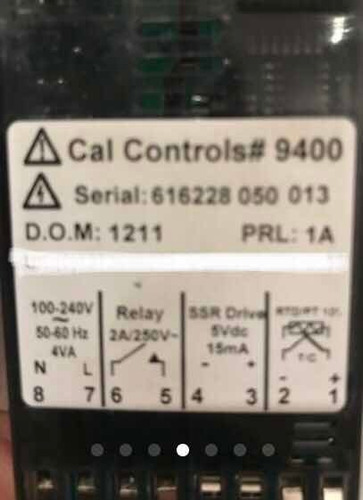 Cal Controls# 9400
Serial: 616228 050 013
D.O.M: 1211 PRL: 1A
100-240V
~
50-60 Hz
4VA
N L
8 7
Relay
2A/250V~
6 5
SSR Drive
5Vdc
15mA
- +
4 3
RTD/PT
T/C
- +
2 1